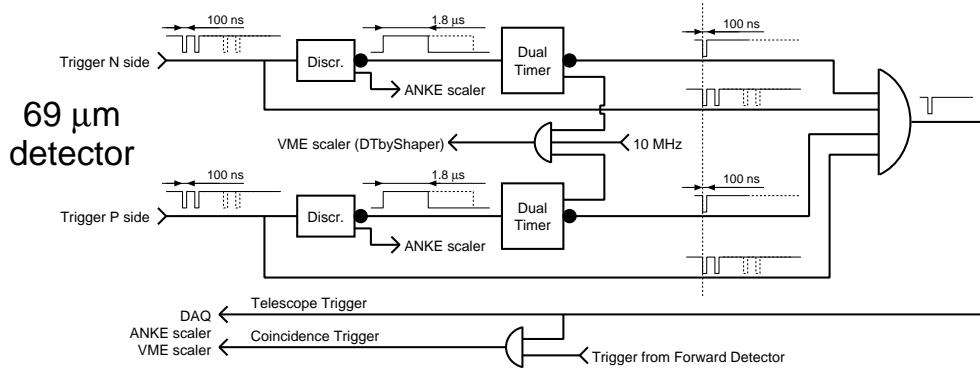 100 ns
1.8 µs
Trigger N side
Discr.
Dual
Timer
ANKE scaler
100 ns
69 µm
detector
VME scaler (DTbyShaper)
10 MHz
100 ns
1.8 µs
100 ns
Trigger P side
Discr.
Dual
Timer
ANKE scaler
Telescope Trigger
DAQ
ANKE scaler
Coincidence Trigger
VME scaler
Trigger from Forward Detector